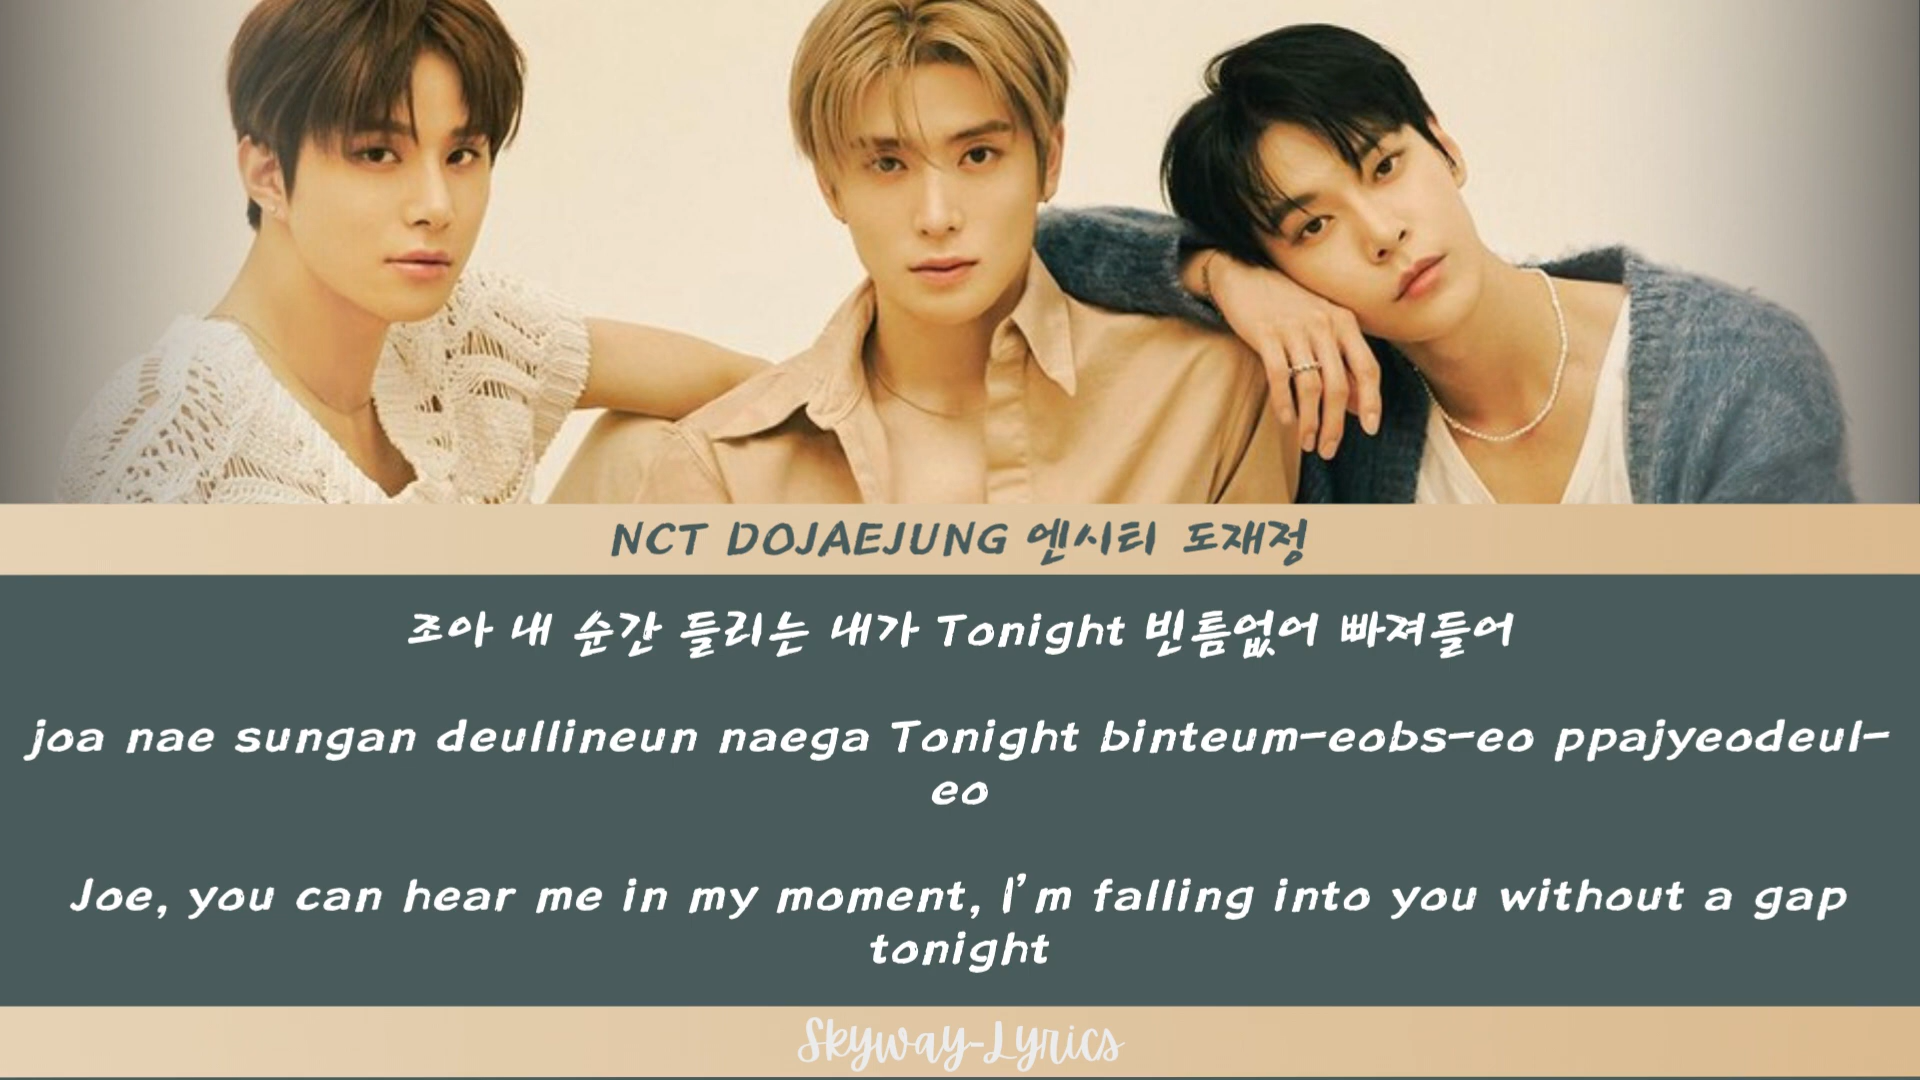 NCT DOJAEJUNG 엔시티 도재정
조아 내 순간 들리는 내가 Tonight 빈틈없어 빠져들어
joa nae sungan deullineun naega Tonight binteum-eobs-eo ppajyeodeul-
eo
Joe, you can hear me in my moment, I'm falling into you without a gap
tonight
Skyway-Lyrics